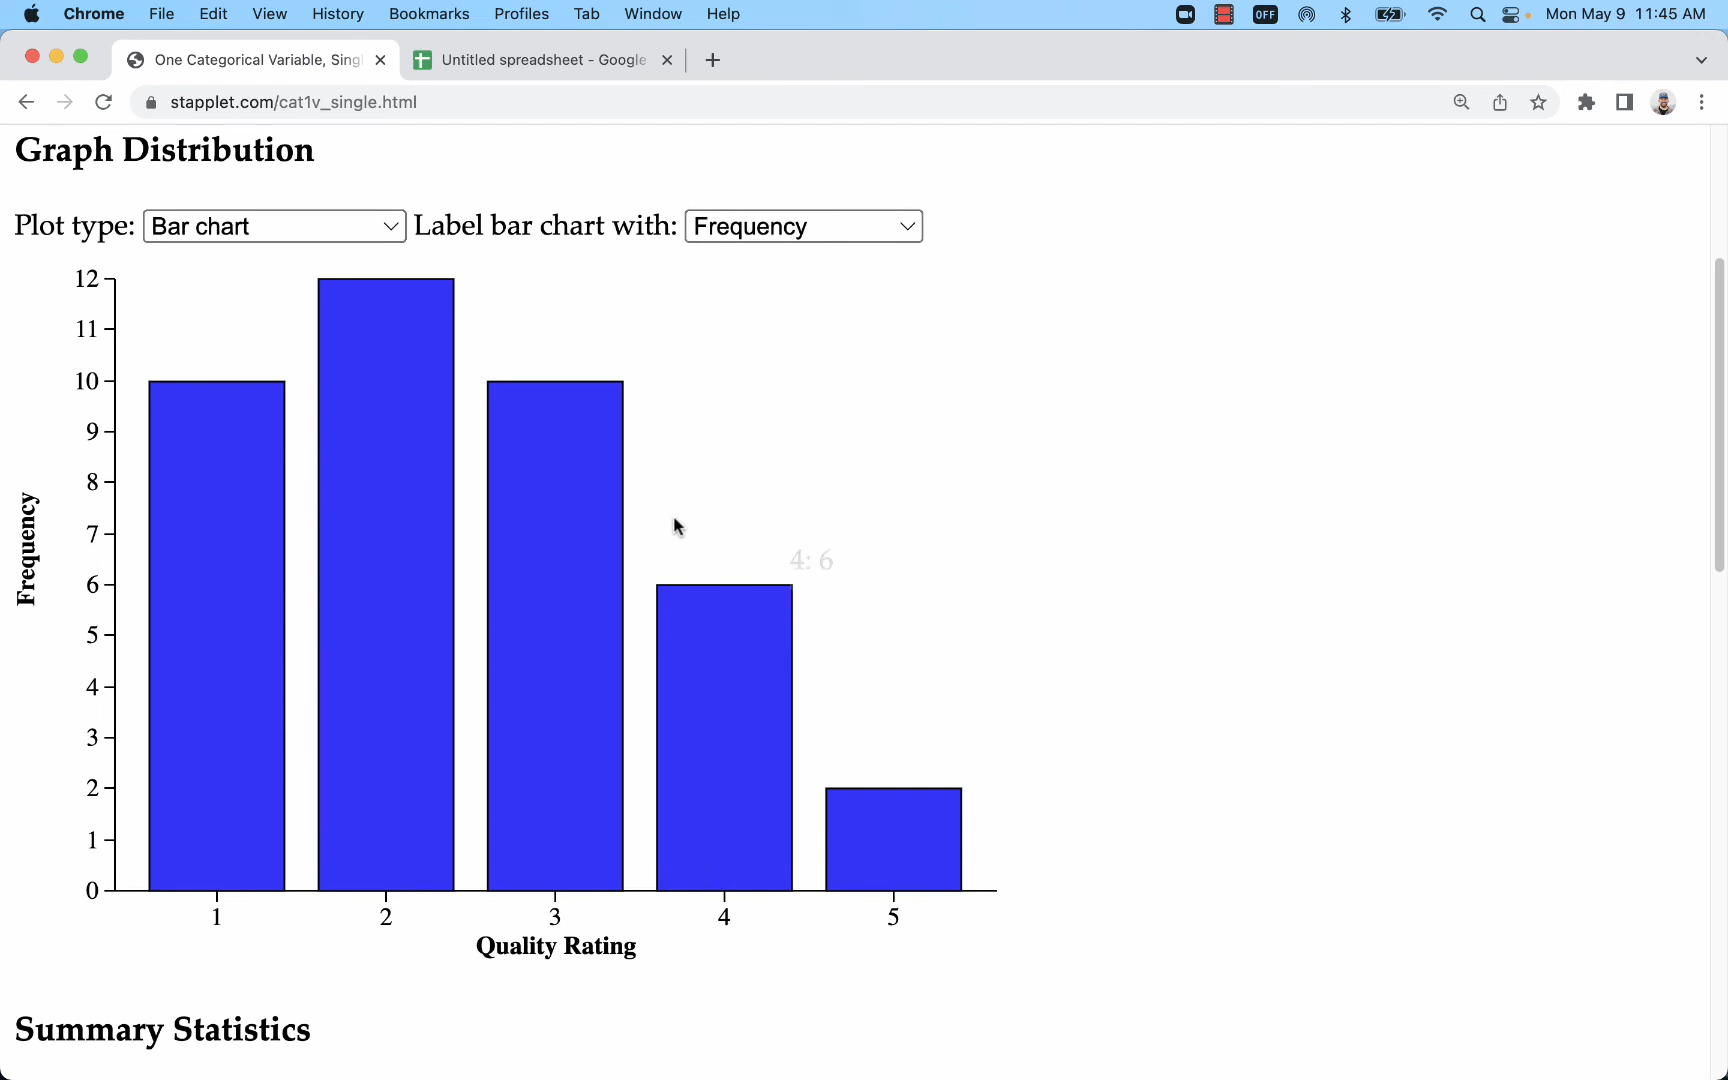 Chrome File Edit View History Bookmarks Profiles Tab Window Help OFF Mon May 9 11:45 AM
One Categorical Variable, Sing Untitled spreadsheet - Google
stapplet.com/cat1v_single.html
Graph Distribution
Plot type: Bar chart Label bar chart with: Frequency
12
11
10
9
8
7
6
5
4
3
2
1
0
Frequency
4: 6
1 2 3 4 5
Quality Rating
Summary Statistics